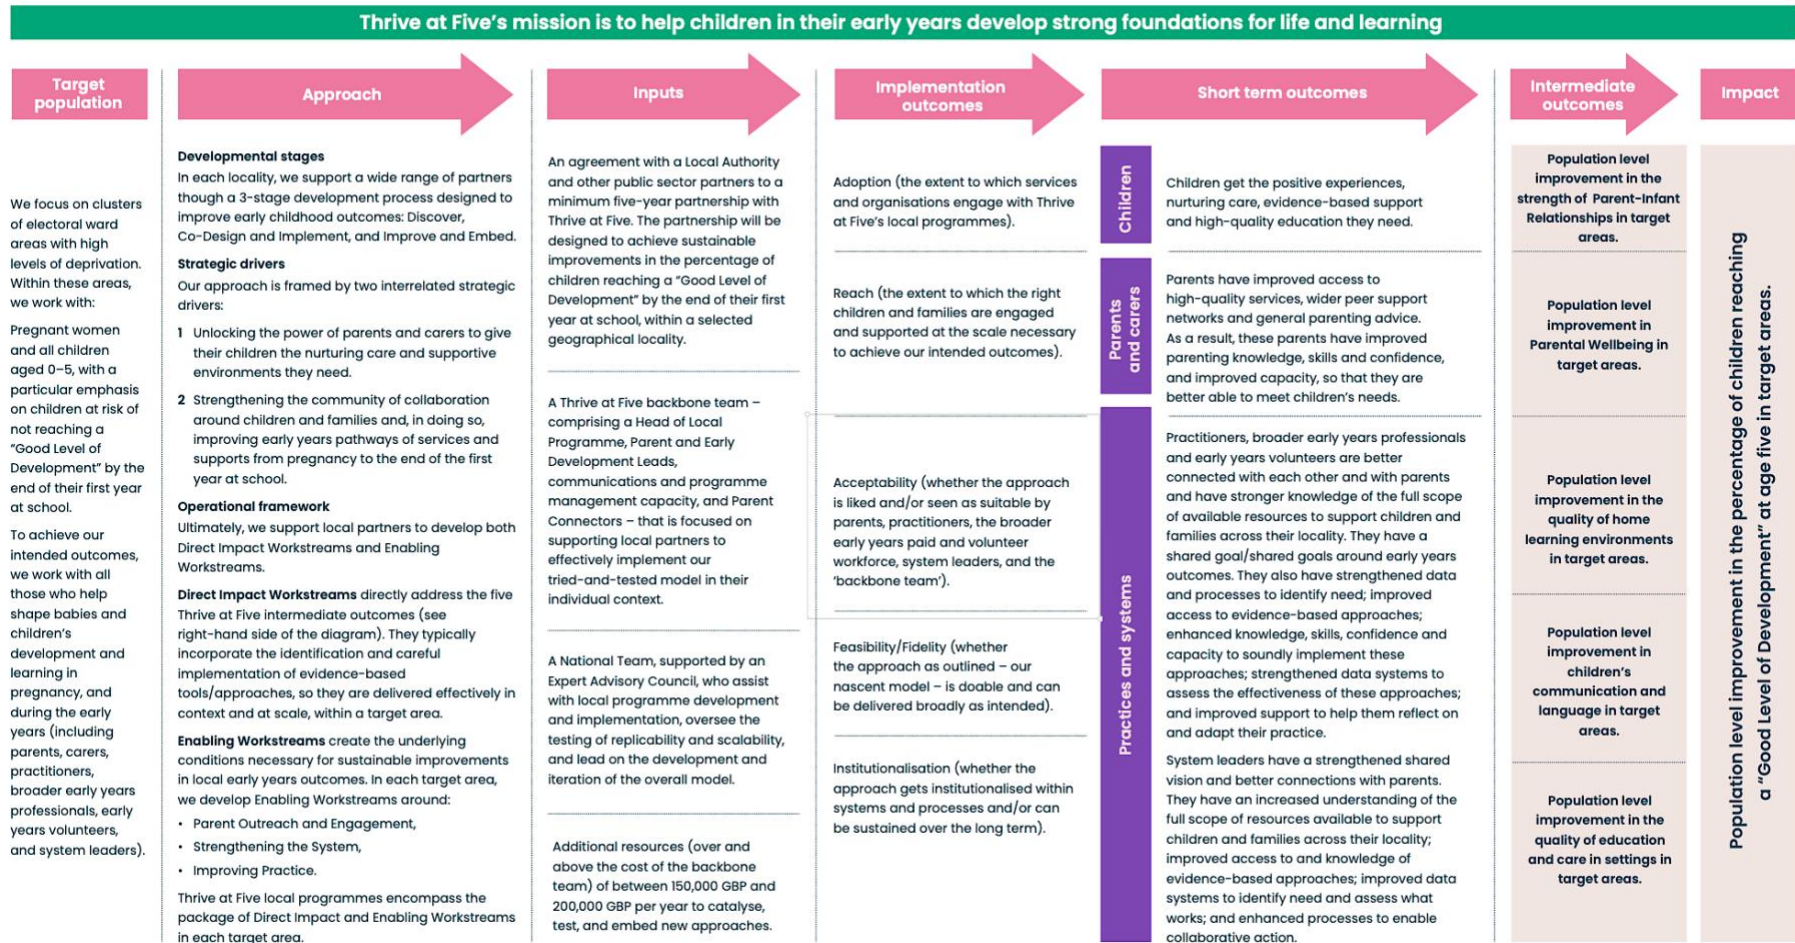 Thrive at Five's mission is to help children in their early years develop strong foundations for life and learning
Target
population
Approach
Inputs
Implementation
outcomes
Short term outcomes
Intermediate
outcomes
Impact
We focus on clusters
of electoral ward
areas with high
levels of deprivation.
Within these areas,
we work with:
Pregnant women
and all children
aged 0–5, with a
particular emphasis
on children at risk of
not reaching a
"Good Level of
Development" by the
end of their first year
at school.
To achieve our
intended outcomes,
we work with all
those who help
shape babies and
children's
development and
learning in
pregnancy, and
during the early
years (including
parents, carers,
practitioners,
broader early years
professionals, early
years volunteers,
and system leaders).
Developmental stages
In each locality, we support a wide range of partners
though a 3-stage development process designed to
improve early childhood outcomes: Discover,
Co-Design and Implement, and Improve and Embed.
Strategic drivers
Our approach is framed by two interrelated strategic
drivers:
1 Unlocking the power of parents and carers to give
their children the nurturing care and supportive
environments they need.
2 Strengthening the community of collaboration
around children and families and, in doing so,
improving early years pathways of services and
supports from pregnancy to the end of the first
year at school.
Operational framework
Ultimately, we support local partners to develop both
Direct Impact Workstreams and Enabling
Workstreams.
Direct Impact Workstreams directly address the five
Thrive at Five intermediate outcomes (see
right-hand side of the diagram). They typically
incorporate the identification and careful
implementation of evidence-based
tools/approaches, so they are delivered effectively in
context and at scale, within a target area.
Enabling Workstreams create the underlying
conditions necessary for sustainable improvements
in local early years outcomes. In each target area,
we develop Enabling Workstreams around:
• Parent Outreach and Engagement,
• Strengthening the System,
• Improving Practice.
Thrive at Five local programmes encompass the
package of Direct Impact and Enabling Workstreams
in each target area.
An agreement with a Local Authority
and other public sector partners to a
minimum five-year partnership with
Thrive at Five. The partnership will be
designed to achieve sustainable
improvements in the percentage of
children reaching a "Good Level of
Development" by the end of their first
year at school, within a selected
geographical locality.
A Thrive at Five backbone team –
comprising a Head of Local
Programme, Parent and Early
Development Leads,
communications and programme
management capacity, and Parent
Connectors – that is focused on
supporting local partners to
effectively implement our
tried-and-tested model in their
individual context.
A National Team, supported by an
Expert Advisory Council, who assist
with local programme development
and implementation, oversee the
testing of replicability and scalability,
and lead on the development and
iteration of the overall model.
Additional resources (over and
above the cost of the backbone
team) of between 150,000 GBP and
200,000 GBP per year to catalyse,
test, and embed new approaches.
Adoption (the extent to which services
and organisations engage with Thrive
at Five's local programmes).
Reach (the extent to which the right
children and families are engaged
and supported at the scale necessary
to achieve our intended outcomes).
Acceptability (whether the approach
is liked and/or seen as suitable by
parents, practitioners, the broader
early years paid and volunteer
workforce, system leaders, and the
'backbone team').
Feasibility/Fidelity (whether
the approach as outlined – our
nascent model – is doable and can
be delivered broadly as intended).
Institutionalisation (whether the
approach gets institutionalised within
systems and processes and/or can
be sustained over the long term).
Children
Children get the positive experiences,
nurturing care, evidence-based support
and high-quality education they need.
Parents
and carers
Parents have improved access to
high-quality services, wider peer support
networks and general parenting advice.
As a result, these parents have improved
parenting knowledge, skills and confidence,
and improved capacity, so that they are
better able to meet children's needs.
Practices and systems
Practitioners, broader early years professionals
and early years volunteers are better
connected with each other and with parents
and have stronger knowledge of the full scope
of available resources to support children and
families across their locality. They have a
shared goal/shared goals around early years
outcomes. They also have strengthened data
and processes to identify need; improved
access to evidence-based approaches;
enhanced knowledge, skills, confidence and
capacity to soundly implement these
approaches; strengthened data systems to
assess the effectiveness of these approaches;
and improved support to help them reflect on
and adapt their practice.
System leaders have a strengthened shared
vision and better connections with parents.
They have an increased understanding of the
full scope of resources available to support
children and families across their locality;
improved access to and knowledge of
evidence-based approaches; improved data
systems to identify need and assess what
works; and enhanced processes to enable
collaborative action.
Population level
improvement in the
strength of Parent-Infant
Relationships in target
areas.
Population level
improvement in
Parental Wellbeing in
target areas.
Population level
improvement in the
quality of home
learning environments
in target areas.
Population level
improvement in
children's
communication and
language in target
areas.
Population level
improvement in the
quality of education
and care in settings in
target areas.
Population level improvement in the percentage of children reaching
a "Good Level of Development" at age five in target areas.